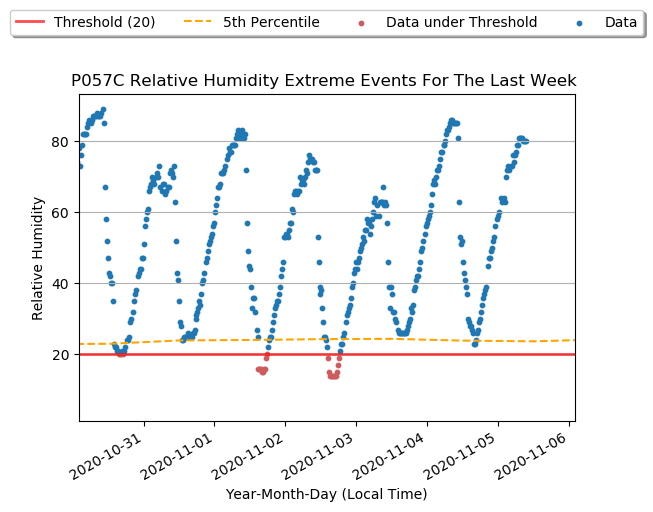 Threshold (20) 5th Percentile Data under Threshold Data
P057C Relative Humidity Extreme Events For The Last Week
Relative Humidity
80
60
40
20
2020-10-31 2020-11-01 2020-11-02 2020-11-03 2020-11-04 2020-11-05 2020-11-06
Year-Month-Day (Local Time)